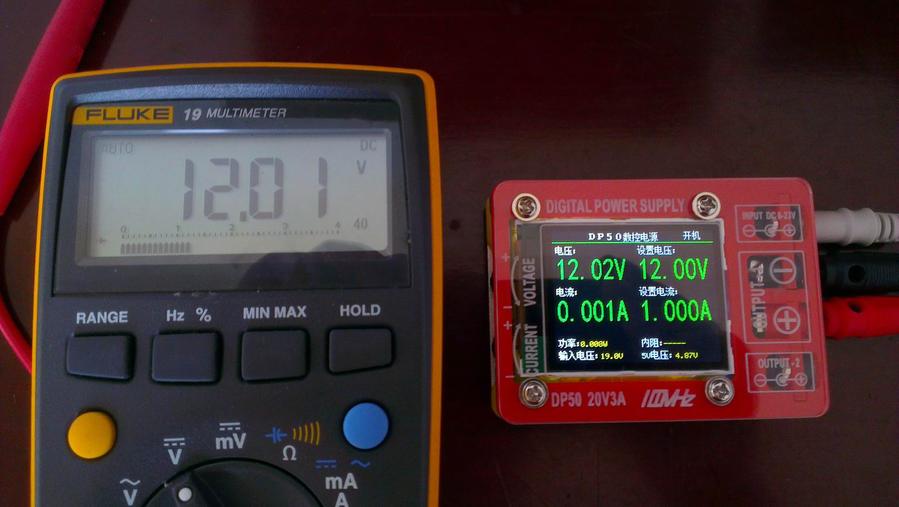 FLUKE 19 MULTIMETER
AUTO
DC
V
12.01
0 1 2 3 4 40
RANGE
Hz %
MIN MAX
HOLD
V
mV
Ω
mA
A
V
DIGITAL POWER SUPPLY
VOLTAGE
CURRENT
DP50数控电源 开机
电压: 设置电压:
12.02V 12.00V
电流: 设置电流:
0.001A 1.000A
功率:0.008W 内阻:-----
输入电压:19.0V 5V电压:4.87V
DP50 20V3A 100MHz
INPUT DC 6-23V
OUTPUT-1
OUTPUT-2